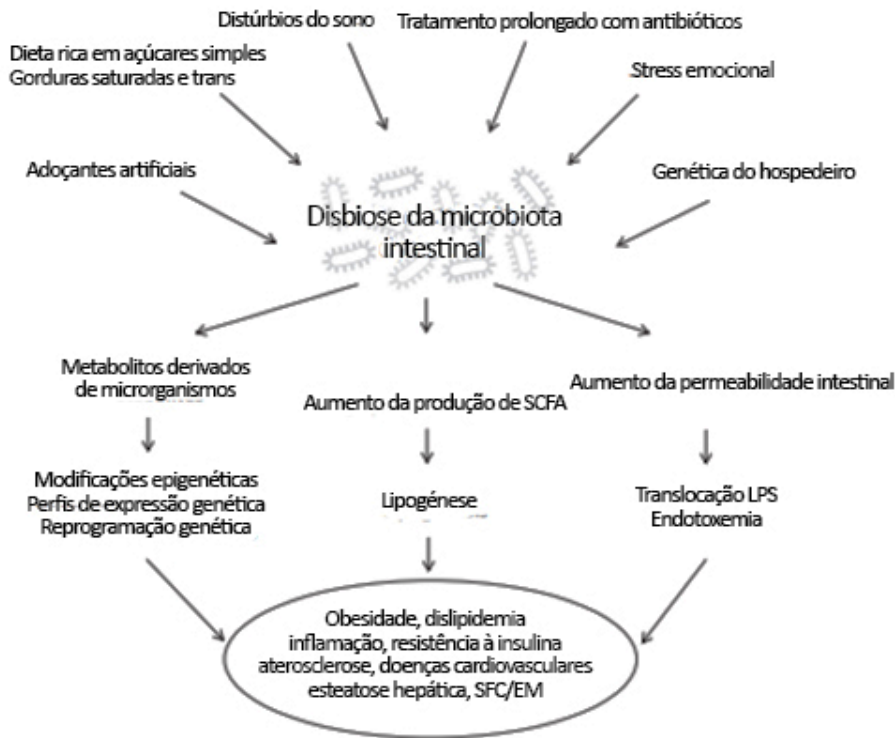 Distúrbios do sono
Tratamento prolongado com antibióticos
Dieta rica em açúcares simples
Gorduras saturadas e trans
Stress emocional
Adoçantes artificiais
Genética do hospedeiro
Disbiose da microbiota
intestinal
Metabolitos derivados
de microrganismos
Aumento da produção de SCFA
Aumento da permeabilidade intestinal
Modificações epigenéticas
Perfis de expressão genética
Reprogramação genética
Lipogénese
Translocação LPS
Endotoxemia
Obesidade, dislipidemia
inflamação, resistência à insulina
aterosclerose, doenças cardiovasculares
esteatose hepática, SFC/EM